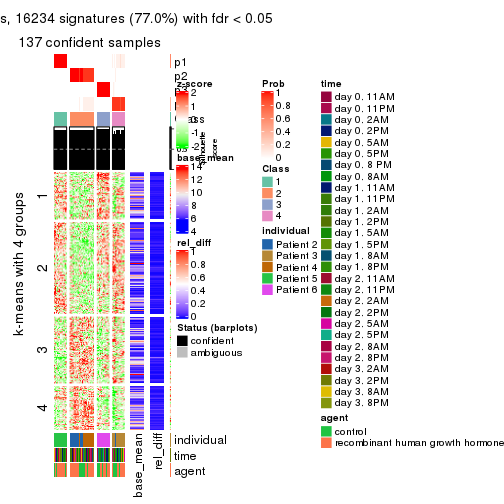 s, 16234 signatures (77.0%) with fdr < 0.05
137 confident samples
p1
p2
p4
z-score
2
1
0
-1
-2
base_mean
14
12
10
8
6
4
rel_diff
1
0.8
0.6
0.4
0.2
0
Status (barplots)
confident
ambiguous
Prob
1
0.8
0.6
0.4
0.2
0
Class
1
2
3
4
individual
Patient 2
Patient 3
Patient 4
Patient 5
Patient 6
time
day 0. 11AM
day 0. 11PM
day 0. 2AM
day 0. 2PM
day 0. 5AM
day 0. 5PM
day 0. 8 PM
day 0. 8AM
day 1. 11AM
day 1. 11PM
day 1. 2AM
day 1. 2PM
day 1. 5AM
day 1. 5PM
day 1. 8AM
day 1. 8PM
day 2. 11AM
day 2. 11PM
day 2. 2AM
day 2. 2PM
day 2. 5AM
day 2. 5PM
day 2. 8AM
day 2. 8PM
day 3. 2AM
day 3. 2PM
day 3. 8AM
day 3. 8PM
agent
control
recombinant human growth hormone
k-means with 4 groups
1
2
3
4
individual
time
agent
base_mean
rel_diff